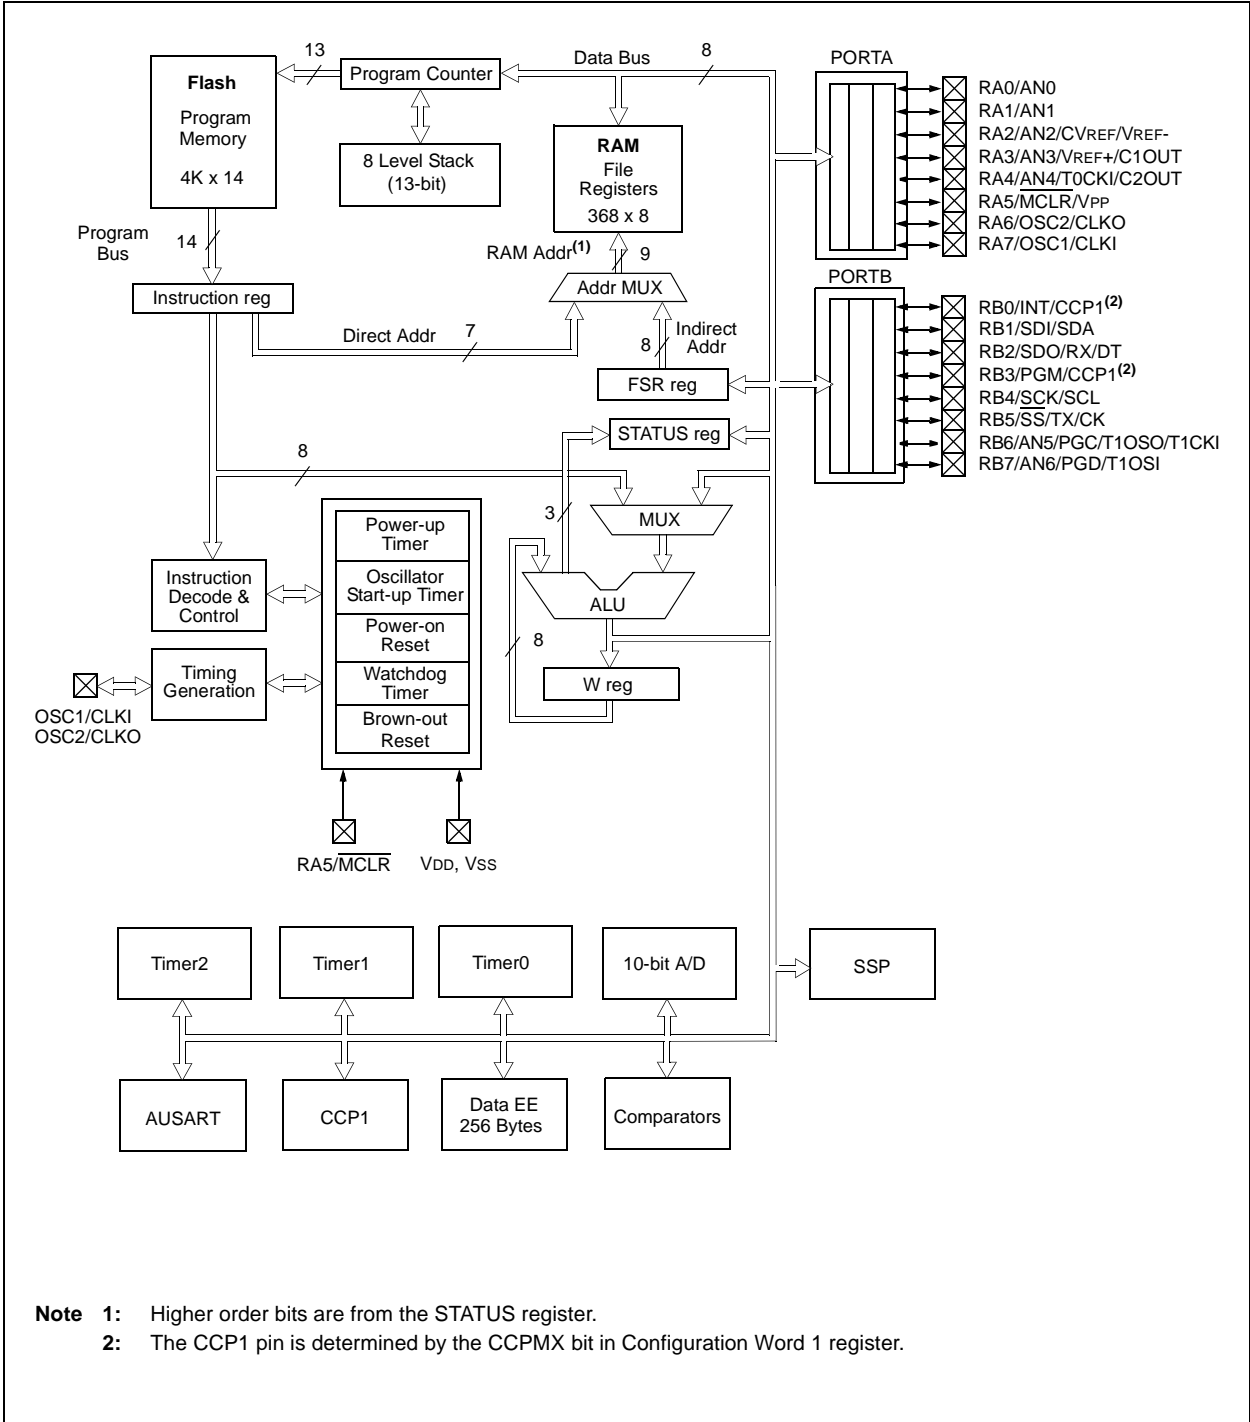 13
Data Bus
8
PORTA
Flash
Program
Memory
4K x 14
Program Counter
8 Level Stack
(13-bit)
RAM
File
Registers
368 x 8
RA0/AN0
RA1/AN1
RA2/AN2/CVREF/VREF-
RA3/AN3/VREF+/C1OUT
RA4/AN4/T0CKI/C2OUT
RA5/MCLR/VPP
RA6/OSC2/CLKO
RA7/OSC1/CLKI
Program
Bus
14
RAM Addr(1)
9
PORTB
Instruction reg
Addr MUX
Direct Addr
7
8
Indirect
Addr
FSR reg
STATUS reg
RB0/INT/CCP1(2)
RB1/SDI/SDA
RB2/SDO/RX/DT
RB3/PGM/CCP1(2)
RB4/SCK/SCL
RB5/SS/TX/CK
RB6/AN5/PGC/T1OSO/T1CKI
RB7/AN6/PGD/T1OSI
8
3
MUX
Power-up
Timer
Oscillator
Start-up Timer
Power-on
Reset
Watchdog
Timer
Brown-out
Reset
Instruction
Decode &
Control
ALU
8
Timing
Generation
W reg
OSC1/CLKI
OSC2/CLKO
RA5/MCLR
VDD, VSS
Timer2
Timer1
Timer0
10-bit A/D
SSP
AUSART
CCP1
Data EE
256 Bytes
Comparators
Note 1: Higher order bits are from the STATUS register.
2: The CCP1 pin is determined by the CCPMX bit in Configuration Word 1 register.